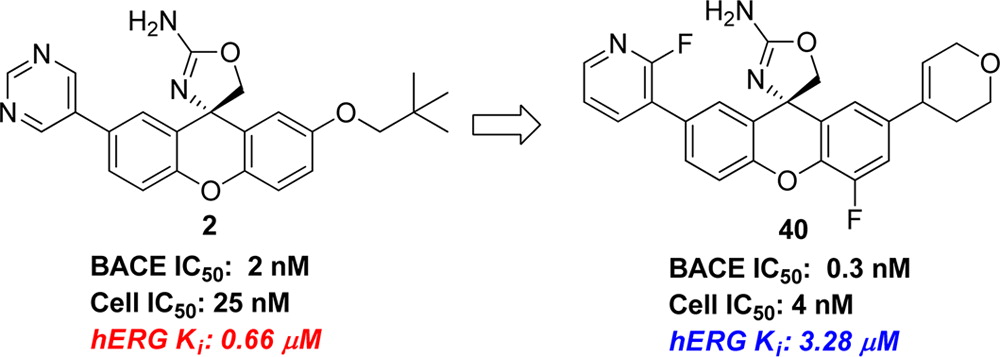 H₂N
O
N
N
N
O
O
2
BACE IC₅₀: 2 nM
Cell IC₅₀: 25 nM
hERG Kᵢ: 0.66 μM
H₂N
O
N
N
F
O
O
F
40
BACE IC₅₀: 0.3 nM
Cell IC₅₀: 4 nM
hERG Kᵢ: 3.28 μM